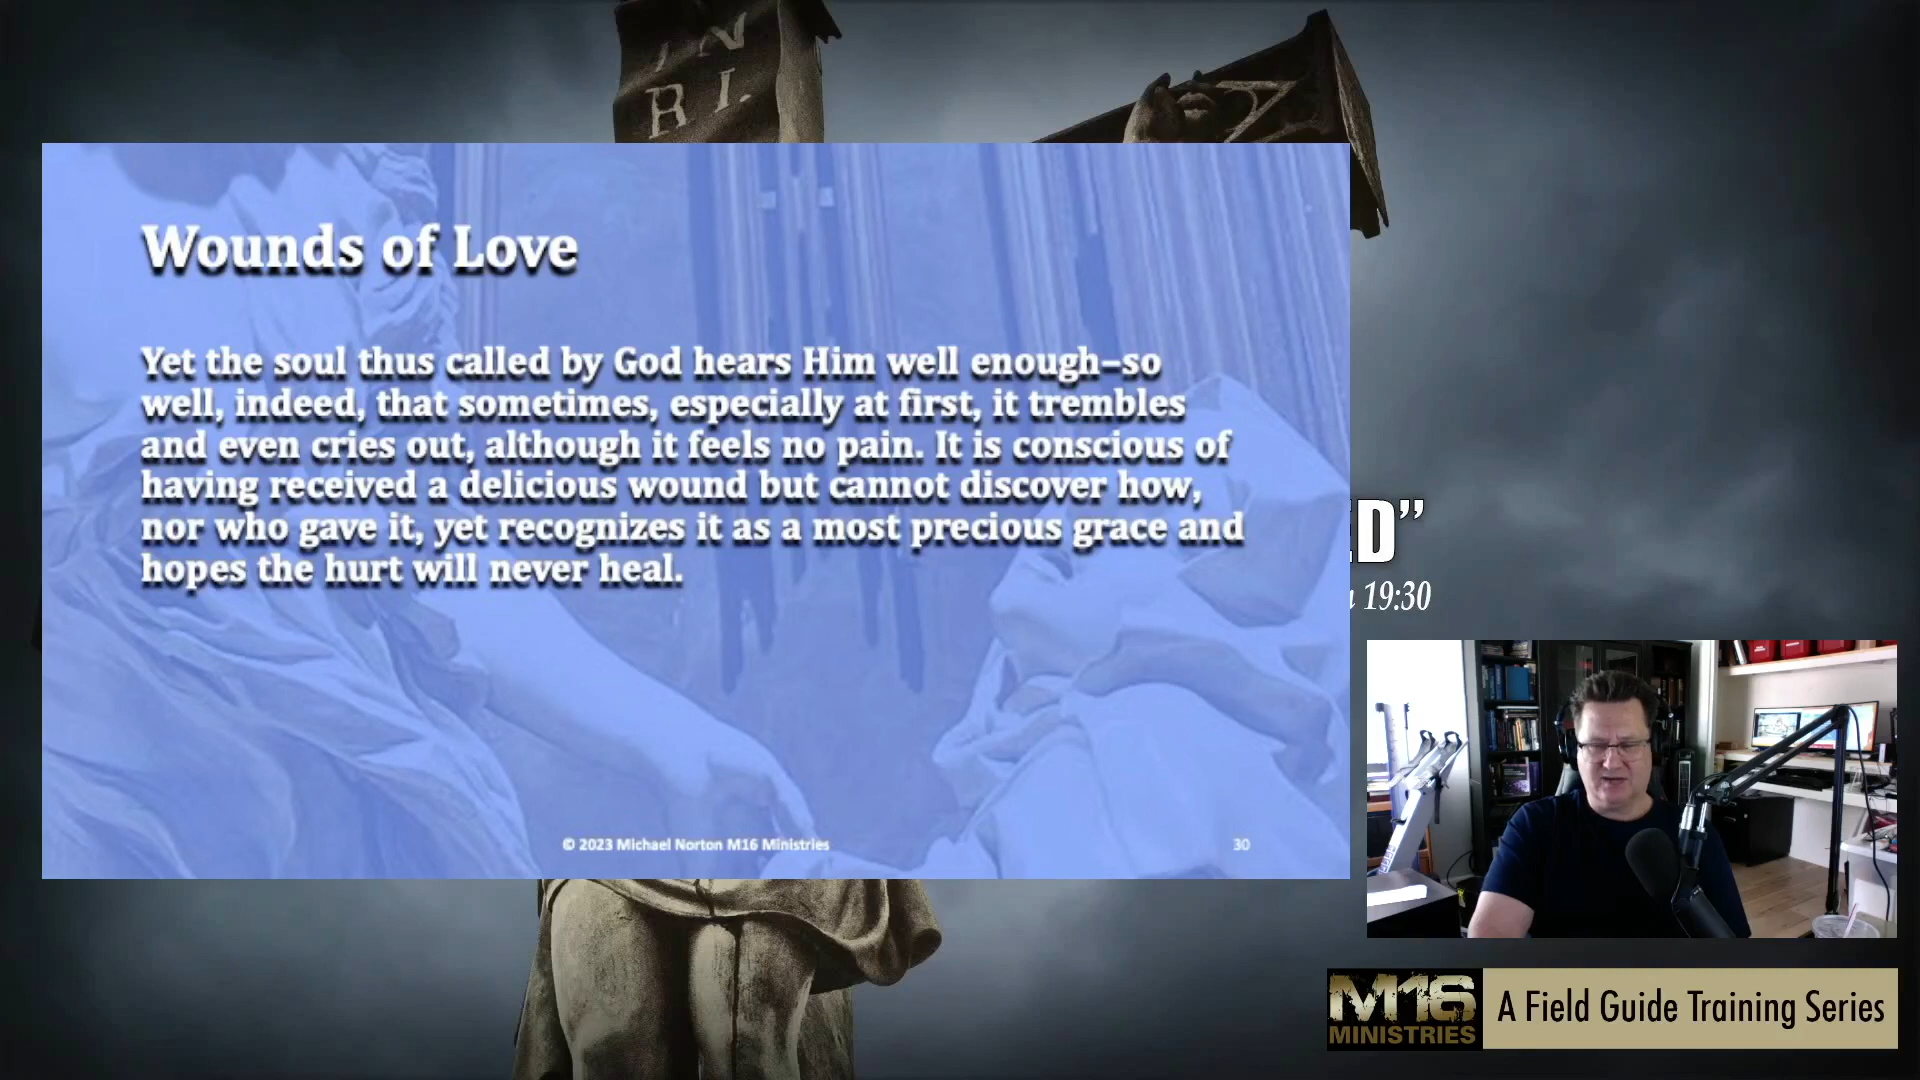 IN
RI.
Wounds of Love
Yet the soul thus called by God hears Him well enough–so
well, indeed, that sometimes, especially at first, it trembles
and even cries out, although it feels no pain. It is conscious of
having received a delicious wound but cannot discover how,
nor who gave it, yet recognizes it as a most precious grace and
hopes the hurt will never heal.
© 2023 Michael Norton M16 Ministries
30
ED”
19:30
M16
MINISTRIES
A Field Guide Training Series